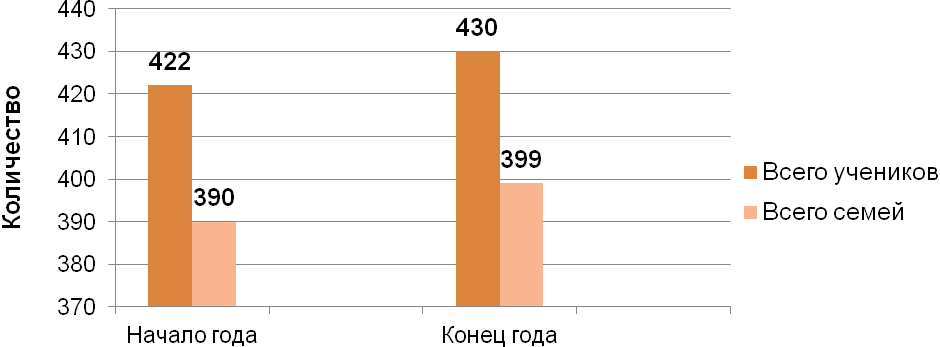 Количество
440
430
420
410
400
390
380
370
422
390
430
399
Начало года
Конец года
Всего учеников
Всего семей